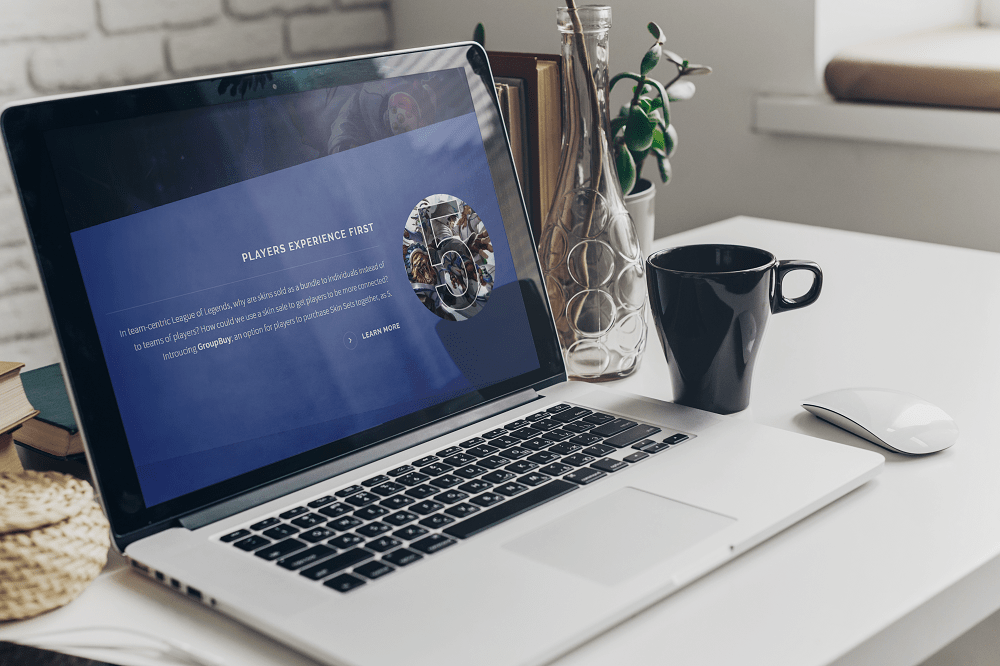 PLAYERS EXPERIENCE FIRST
In team-centric League of Legends, why are skins sold as a bundle to individuals instead of
to teams of players? How could we use a skin sale to get players to be more connected?
Introucing GroupBuy: an option for players to purchase Skin Sets together, as 5.
LEARN MORE
5